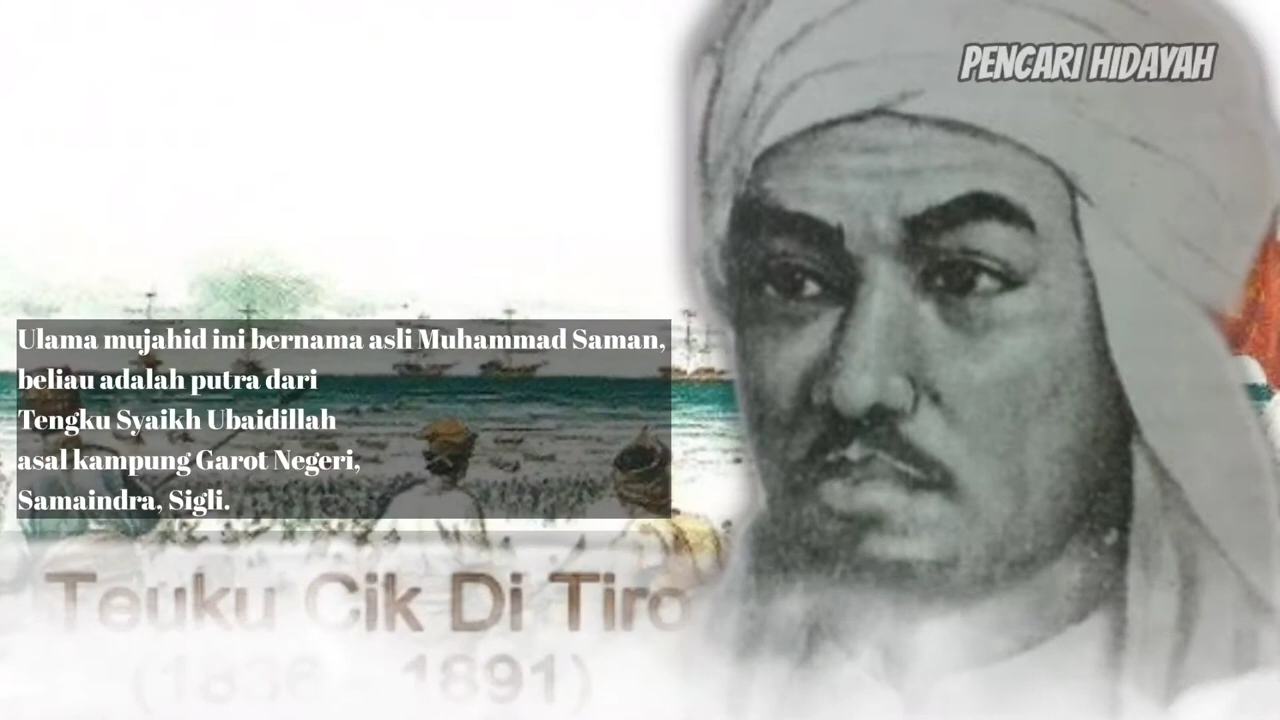 PENCARI HIDAYAH
Ulama mujahid ini bernama asli Muhammad Saman,
beliau adalah putra dari
Tengku Syaikh Ubaidillah
asal kampung Garot Negeri,
Samaindra, Sigli.
Teuku Cik Di Tiro
(1836 - 1891)